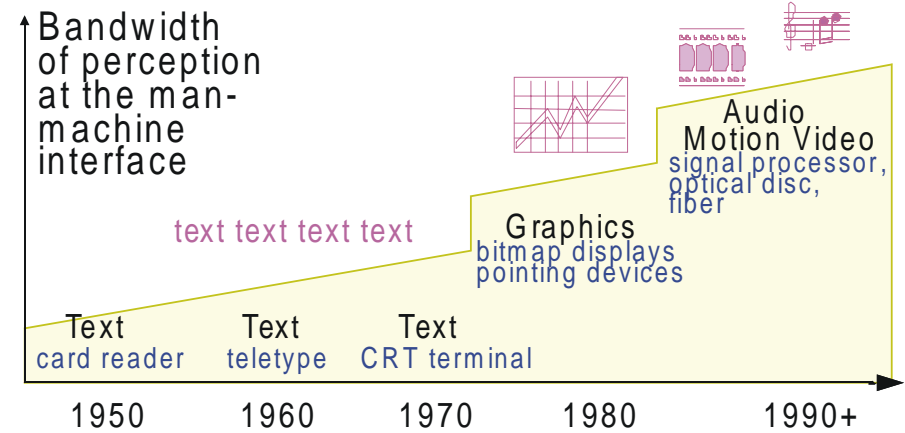 Bandwidth
of perception
at the man-
machine
interface
Audio
Motion Video
signal processor,
optical disc,
fiber
text text text text
Graphics
bitmap displays
pointing devices
Text
card reader
Text
teletype
Text
CRT terminal
1950
1960
1970
1980
1990+